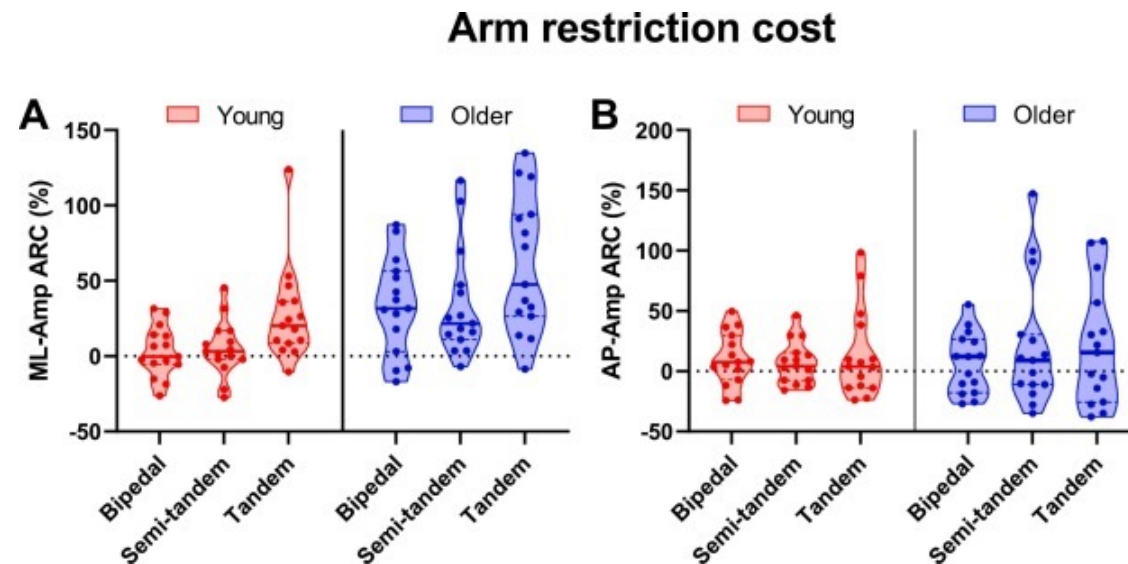 Arm restriction cost
A
Young
Older
ML-Amp ARC (%)
150
100
50
0
-50
Bipedal
Semi-tandem
Tandem
Bipedal
Semi-tandem
Tandem
B
Young
Older
AP-Amp ARC (%)
200
150
100
50
0
-50
Bipedal
Semi-tandem
Tandem
Bipedal
Semi-tandem
Tandem